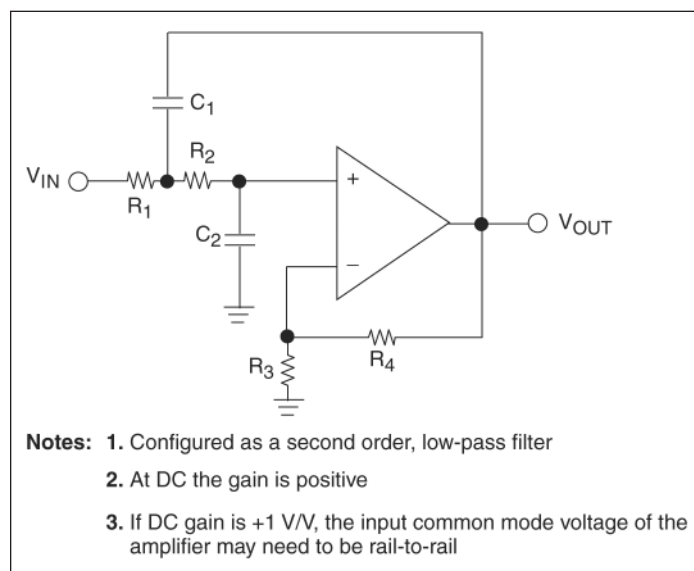 C1
R2
VIN
R1
+
VOUT
C2
−
R3
R4
Notes: 1. Configured as a second order, low-pass filter
2. At DC the gain is positive
3. If DC gain is +1 V/V, the input common mode voltage of the
amplifier may need to be rail-to-rail